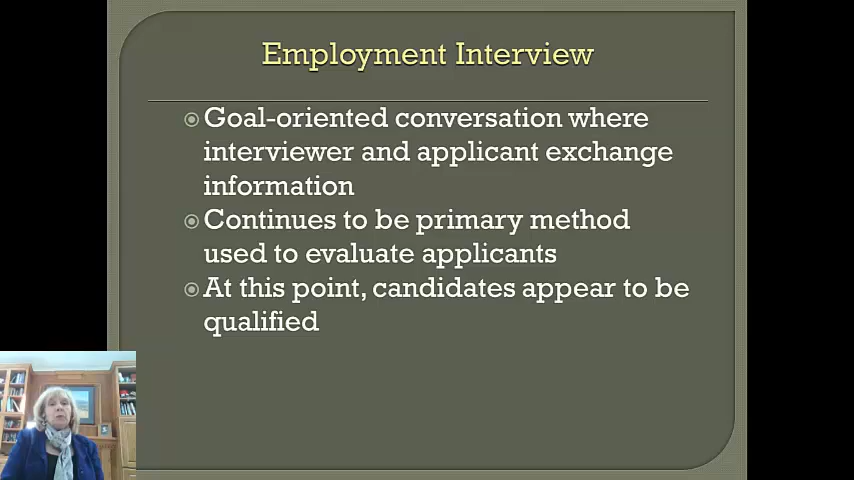 Employment Interview
Goal-oriented conversation where
interviewer and applicant exchange
information
Continues to be primary method
used to evaluate applicants
At this point, candidates appear to be
qualified